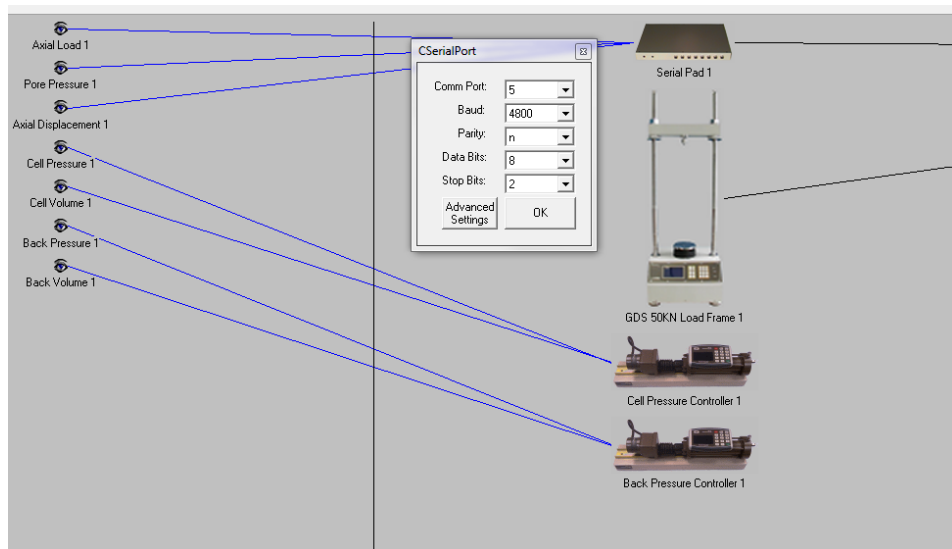 Axial Load 1
Pore Pressure 1
Axial Displacement 1
Cell Pressure 1
Cell Volume 1
Back Pressure 1
Back Volume 1
CSerialPort
Comm Port: 5
Baud: 4800
Parity: n
Data Bits: 8
Stop Bits: 2
Advanced
Settings
OK
Serial Pad 1
GDS 50KN Load Frame 1
Cell Pressure Controller 1
Back Pressure Controller 1